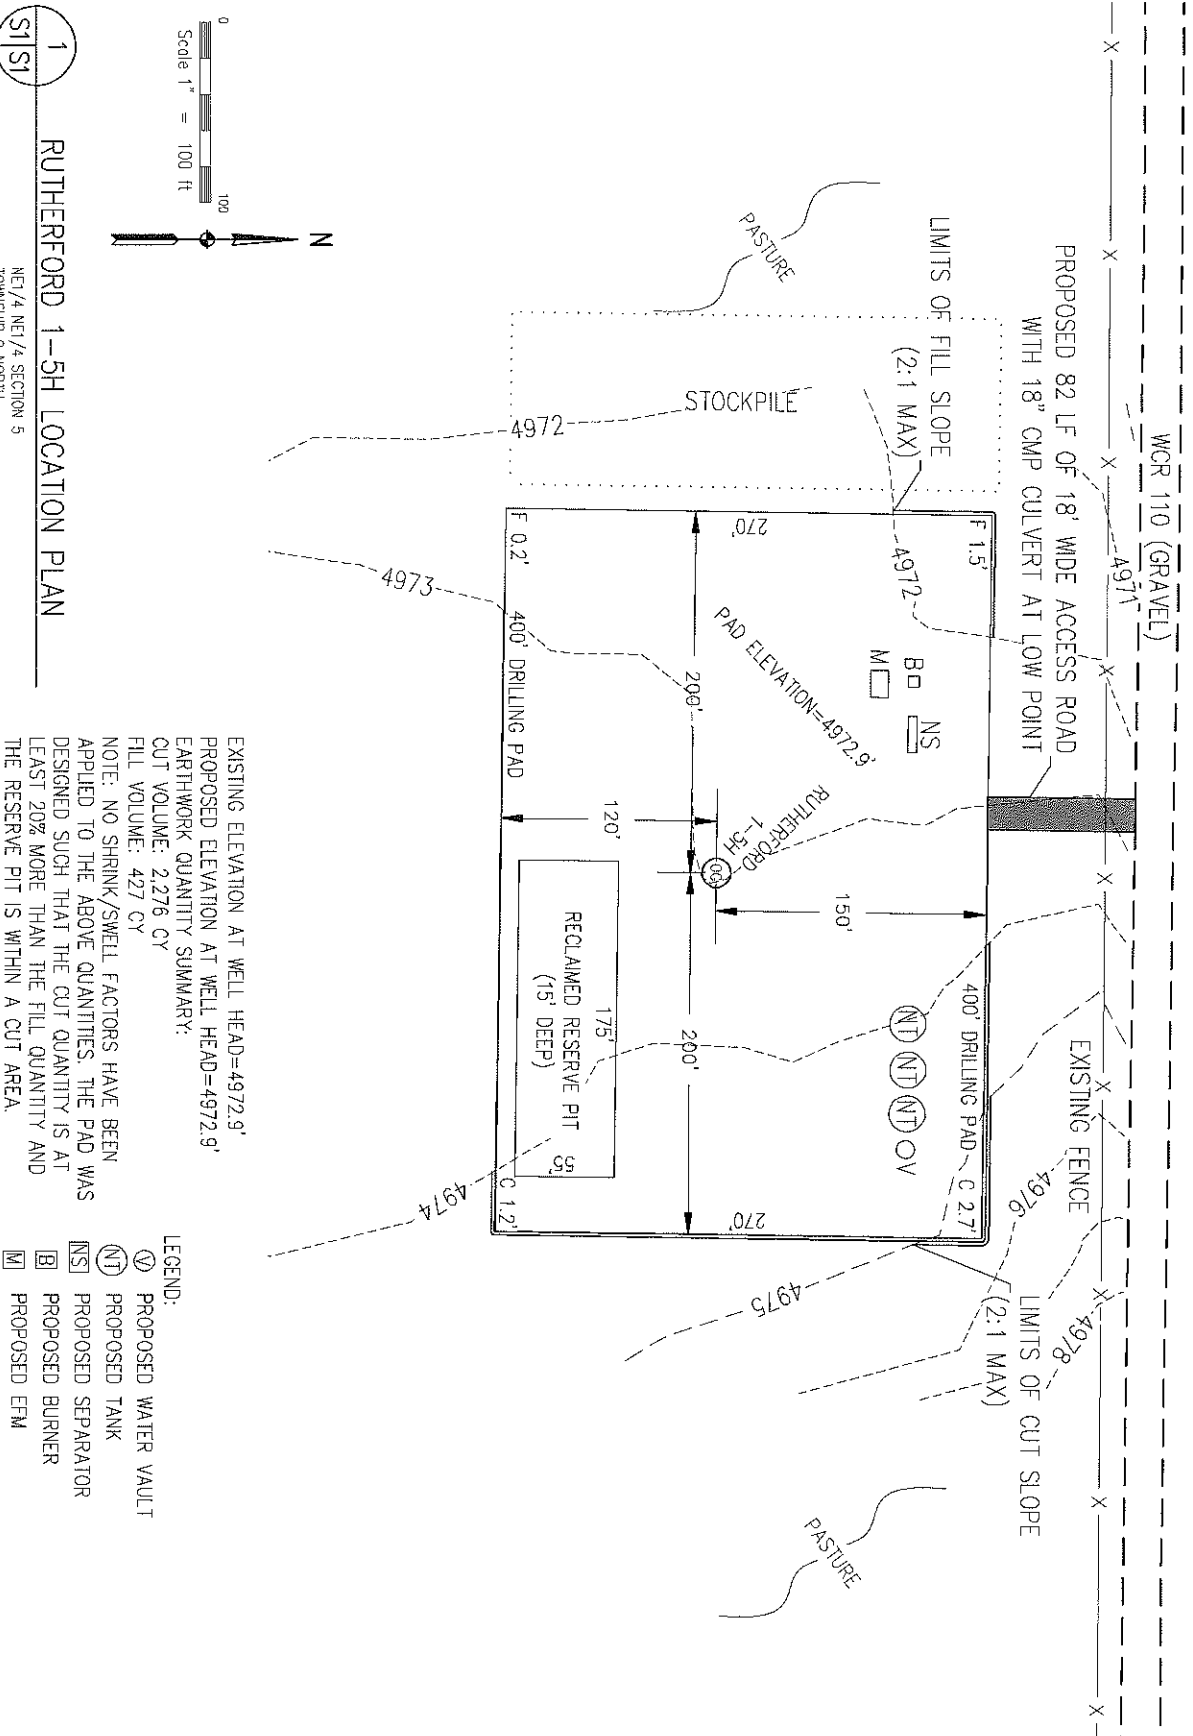 WCR 110 (GRAVEL)
4971
PROPOSED 82 LF OF 18' WIDE ACCESS ROAD
WITH 18" CMP CULVERT AT LOW POINT
EXISTING FENCE
4976
4978
LIMITS OF FILL SLOPE
(2:1 MAX)
LIMITS OF CUT SLOPE
(2:1 MAX)
PASTURE
STOCKPILE
4972
4972
F 1.5'
400' DRILLING PAD
C 2.7'
270'
B
M
NS
PAD ELEVATION=4972.9'
RUTHERFORD
1-5H
OG
150'
NT
NT
NT
V
200'
200'
120'
270'
175'
RECLAIMED RESERVE PIT
(15' DEEP)
55'
F 0.2'
400' DRILLING PAD
C 1.2'
4973
4974
4975
PASTURE
N
0
100
Scale 1" = 100 ft
EXISTING ELEVATION AT WELL HEAD=4972.9'
PROPOSED ELEVATION AT WELL HEAD=4972.9'
EARTHWORK QUANTITY SUMMARY:
CUT VOLUME: 2,276 CY
FILL VOLUME: 427 CY
NOTE: NO SHRINK/SWELL FACTORS HAVE BEEN
APPLIED TO THE ABOVE QUANTITIES. THE PAD WAS
DESIGNED SUCH THAT THE CUT QUANTITY IS AT
LEAST 20% MORE THAN THE FILL QUANTITY AND
THE RESERVE PIT IS WITHIN A CUT AREA.
LEGEND:
V PROPOSED WATER VAULT
NT PROPOSED TANK
NS PROPOSED SEPARATOR
B PROPOSED BURNER
M PROPOSED EFM
1
S1 S1
RUTHERFORD 1-5H LOCATION PLAN
NE1/4 NE1/4 SECTION 5